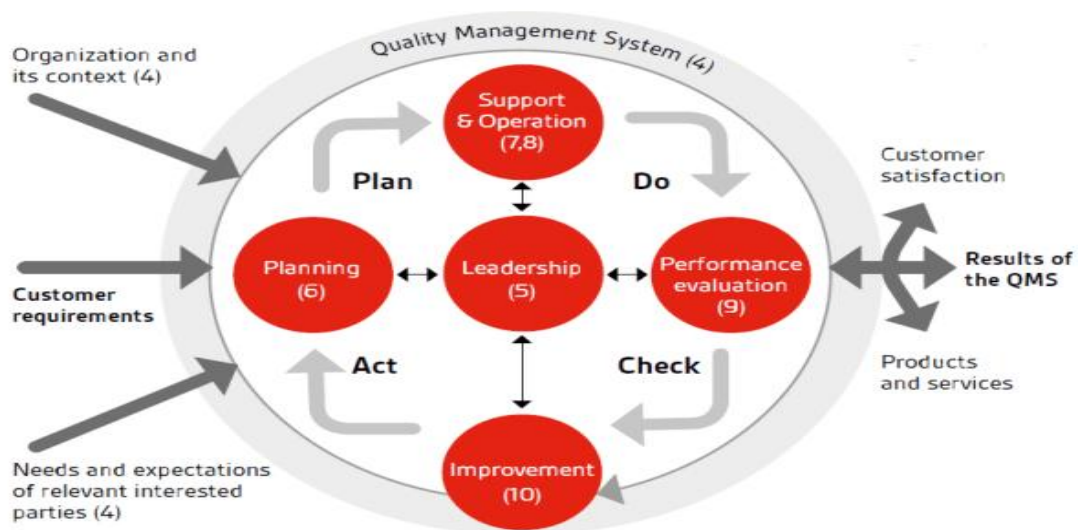 Quality Management System (4)
Organization and
its context (4)
Support
& Operation
(7,8)
Plan
Do
Customer
satisfaction
Planning
(6)
Leadership
(5)
Performance
evaluation
(9)
Results of
the QMS
Customer
requirements
Act
Check
Products
and services
Improvement
(10)
Needs and expectations
of relevant interested
parties (4)